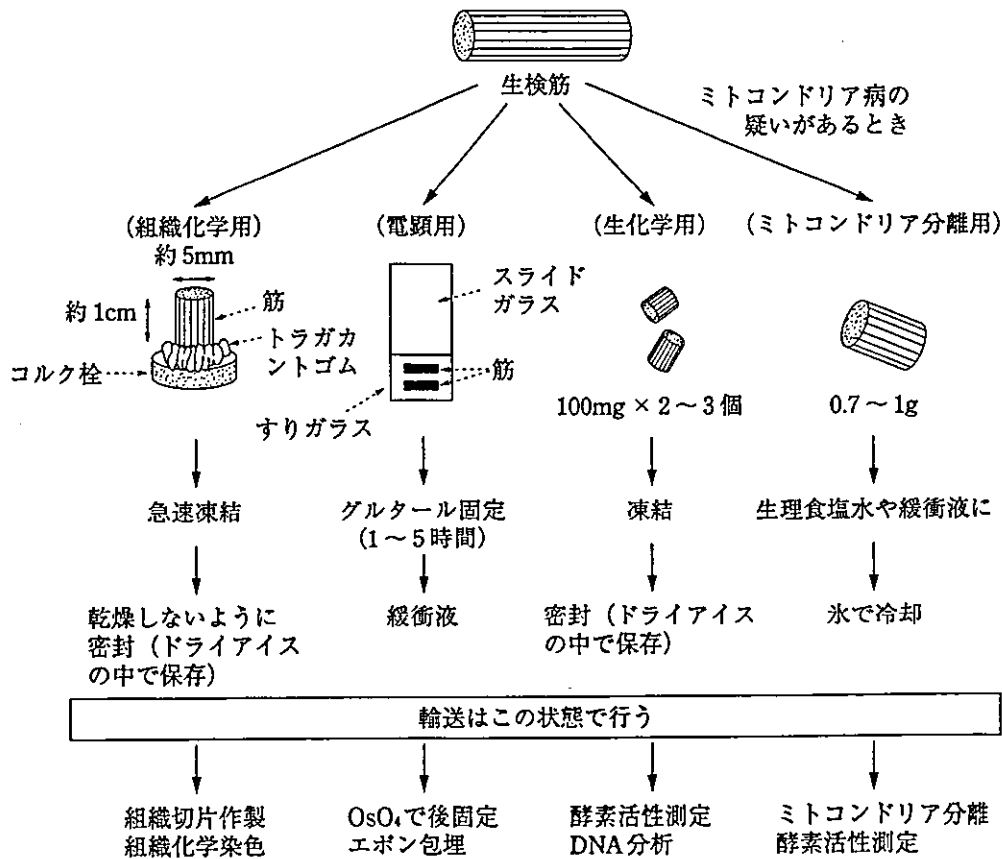 生検筋
ミトコンドリア病の
疑いがあるとき
(組織化学用)
約5mm
約1cm
筋
トラガカ
ントゴム
コルク栓
急速凍結
乾燥しないように
密封（ドライアイス
の中で保存）
(電顕用)
スライド
ガラス
筋
すりガラス
グルタール固定
(1～5時間)
緩衝液
(生化学用)
100mg × 2～3個
凍結
密封（ドライアイス
の中で保存）
(ミトコンドリア分離用)
0.7～1g
生理食塩水や緩衝液に
氷で冷却
輸送はこの状態で行う
組織切片作製
組織化学染色
OsO₄で後固定
エポン包埋
酵素活性測定
DNA分析
ミトコンドリア分離
酵素活性測定